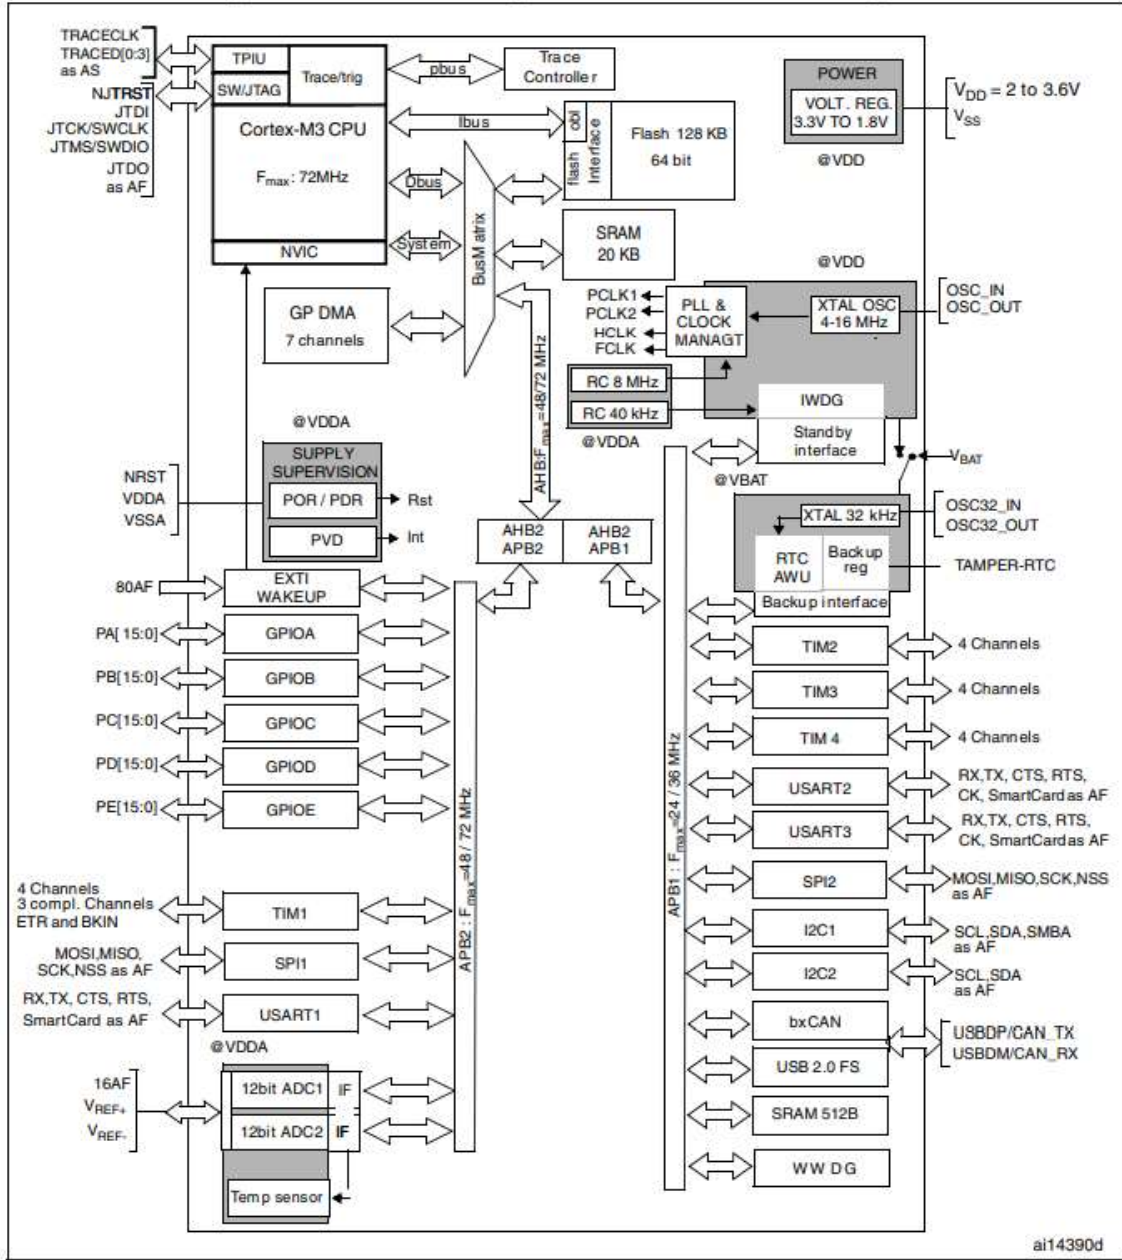 TRACECLK
TRACED[0:3]
as AS
NJTRST
JTDI
JTCK/SWCLK
JTMS/SWDIO
JTDO
as AF
TPIU
SW/JTAG
Trace/trig
Cortex-M3 CPU
Fmax: 72MHz
NVIC
pbus
Trace
Controller
Ibus
Dbus
System
BusMatrix
flash obl
Interface
Flash 128 KB
64 bit
SRAM
20 KB
POWER
VOLT. REG.
3.3V TO 1.8V
@VDD
VDD = 2 to 3.6V
VSS
GP DMA
7 channels
PCLK1
PCLK2
HCLK
FCLK
PLL &
CLOCK
MANAGT
@VDD
XTAL OSC
4-16 MHz
OSC_IN
OSC_OUT
RC 8 MHz
RC 40 kHz
@VDDA
IWDG
Standby
interface
@VBAT
VBAT
XTAL 32 kHz
OSC32_IN
OSC32_OUT
RTC
AWU
Backup
reg
TAMPER-RTC
Backup interface
AHB:Fmax=48/72 MHz
@VDDA
SUPPLY
SUPERVISION
NRST
VDDA
VSSA
POR / PDR
Rst
PVD
Int
AHB2
APB2
AHB2
APB1
80AF
EXTI
WAKEUP
PA[ 15:0]
GPIOA
PB[15:0]
GPIOB
PC[15:0]
GPIOC
PD[15:0]
GPIOD
PE[15:0]
GPIOE
4 Channels
3 compl. Channels
ETR and BKIN
TIM1
MOSI,MISO,
SCK,NSS as AF
SPI1
RX,TX, CTS, RTS,
SmartCard as AF
USART1
@VDDA
16AF
VREF+
VREF-
12bit ADC1 IF
12bit ADC2 IF
Temp sensor
APB2 : Fmax=48 / 72 MHz
APB1 : Fmax=24 / 36 MHz
TIM2
4 Channels
TIM3
4 Channels
TIM 4
4 Channels
USART2
RX,TX, CTS, RTS,
CK, SmartCard as AF
USART3
RX,TX, CTS, RTS,
CK, SmartCard as AF
SPI2
MOSI,MISO,SCK,NSS
as AF
I2C1
SCL,SDA,SMBA
as AF
I2C2
SCL,SDA
as AF
bxCAN
USBDP/CAN_TX
USBDM/CAN_RX
USB 2.0 FS
SRAM 512B
WW DG
ai14390d